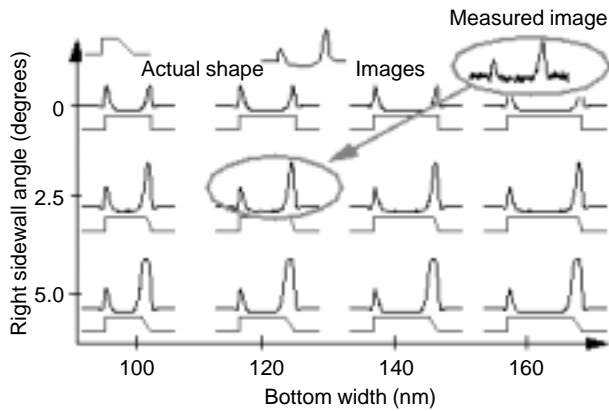 Measured image
Actual shape
Images
Right sidewall angle (degrees)
0
2.5
5.0
100
120
140
160
Bottom width (nm)